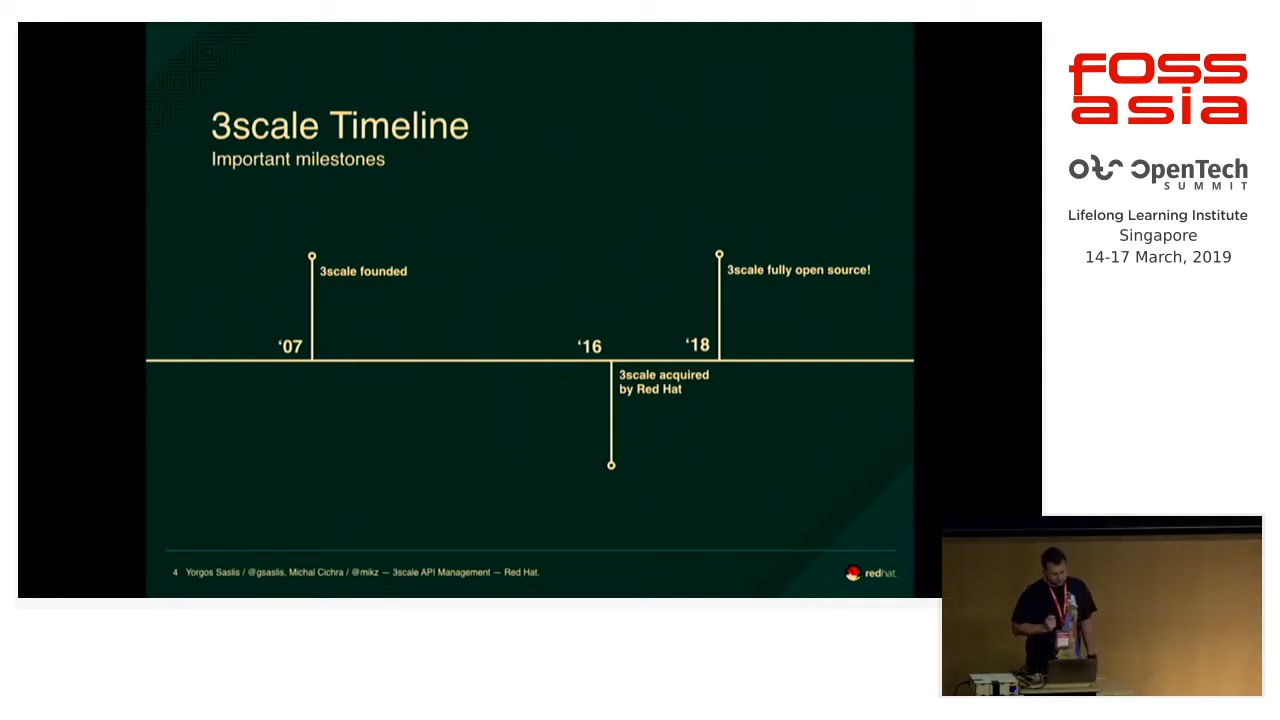 3scale Timeline
Important milestones
3scale founded
3scale fully open source!
‘07
‘16
‘18
3scale acquired
by Red Hat
4 Yorgos Saslis / @gsaslis, Michal Cichra / @mikz — 3scale API Management — Red Hat.
redhat.
foss
asia
OpenTech
SUMMIT
Lifelong Learning Institute
Singapore
14-17 March, 2019